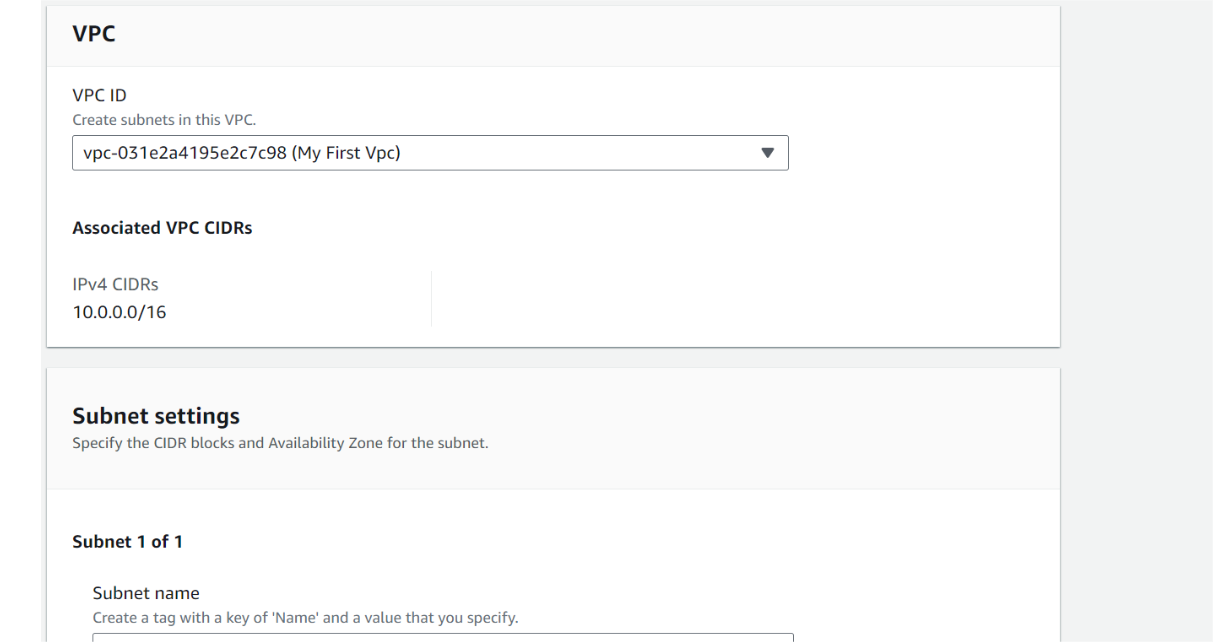 VPC
VPC ID
Create subnets in this VPC.
vpc-031e2a4195e2c7c98 (My First Vpc)
Associated VPC CIDRs
IPv4 CIDRs
10.0.0.0/16
Subnet settings
Specify the CIDR blocks and Availability Zone for the subnet.
Subnet 1 of 1
Subnet name
Create a tag with a key of 'Name' and a value that you specify.